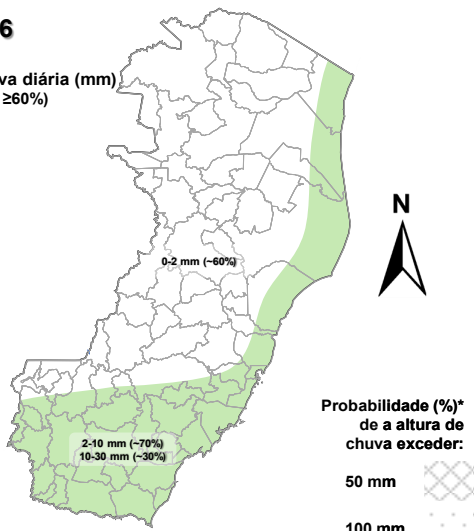 6
va diária (mm)
≥60%)
0-2 mm (~60%)
N
Probabilidade (%)*
de a altura de
chuva exceder:
2-10 mm (~70%)
10-30 mm (~30%)
50 mm
100 mm